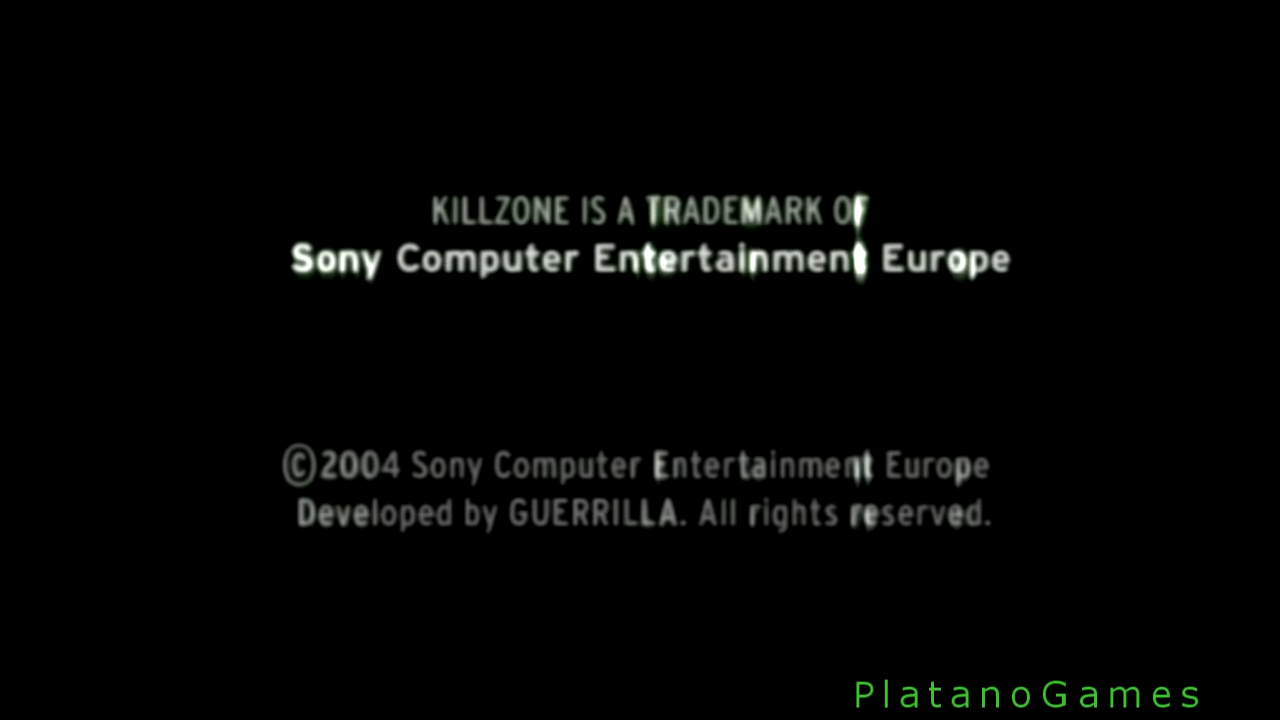 KILLZONE IS A TRADEMARK OF
Sony Computer Entertainment Europe
©2004 Sony Computer Entertainment Europe
Developed by GUERRILLA. All rights reserved.
PlatanoGames